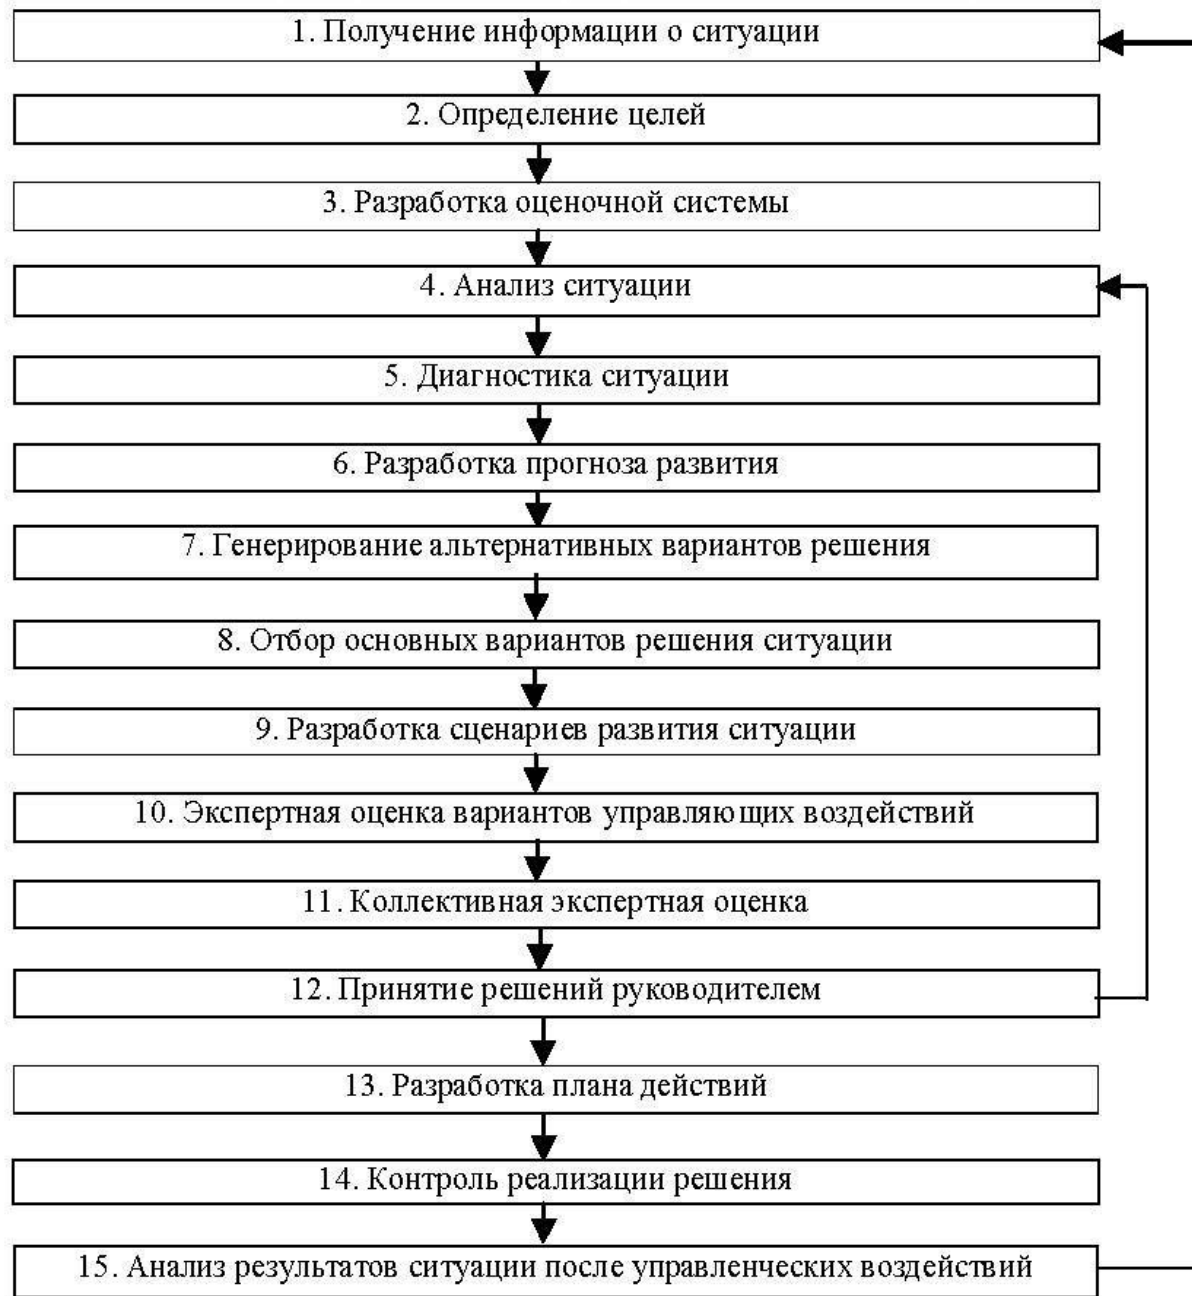 1. Получение информации о ситуации
2. Определение целей
3. Разработка оценочной системы
4. Анализ ситуации
5. Диагностика ситуации
6. Разработка прогноза развития
7. Генерирование альтернативных вариантов решения
8. Отбор основных вариантов решения ситуации
9. Разработка сценариев развития ситуации
10. Экспертная оценка вариантов управляющих воздействий
11. Коллективная экспертная оценка
12. Принятие решений руководителем
13. Разработка плана действий
14. Контроль реализации решения
15. Анализ результатов ситуации после управленческих воздействий